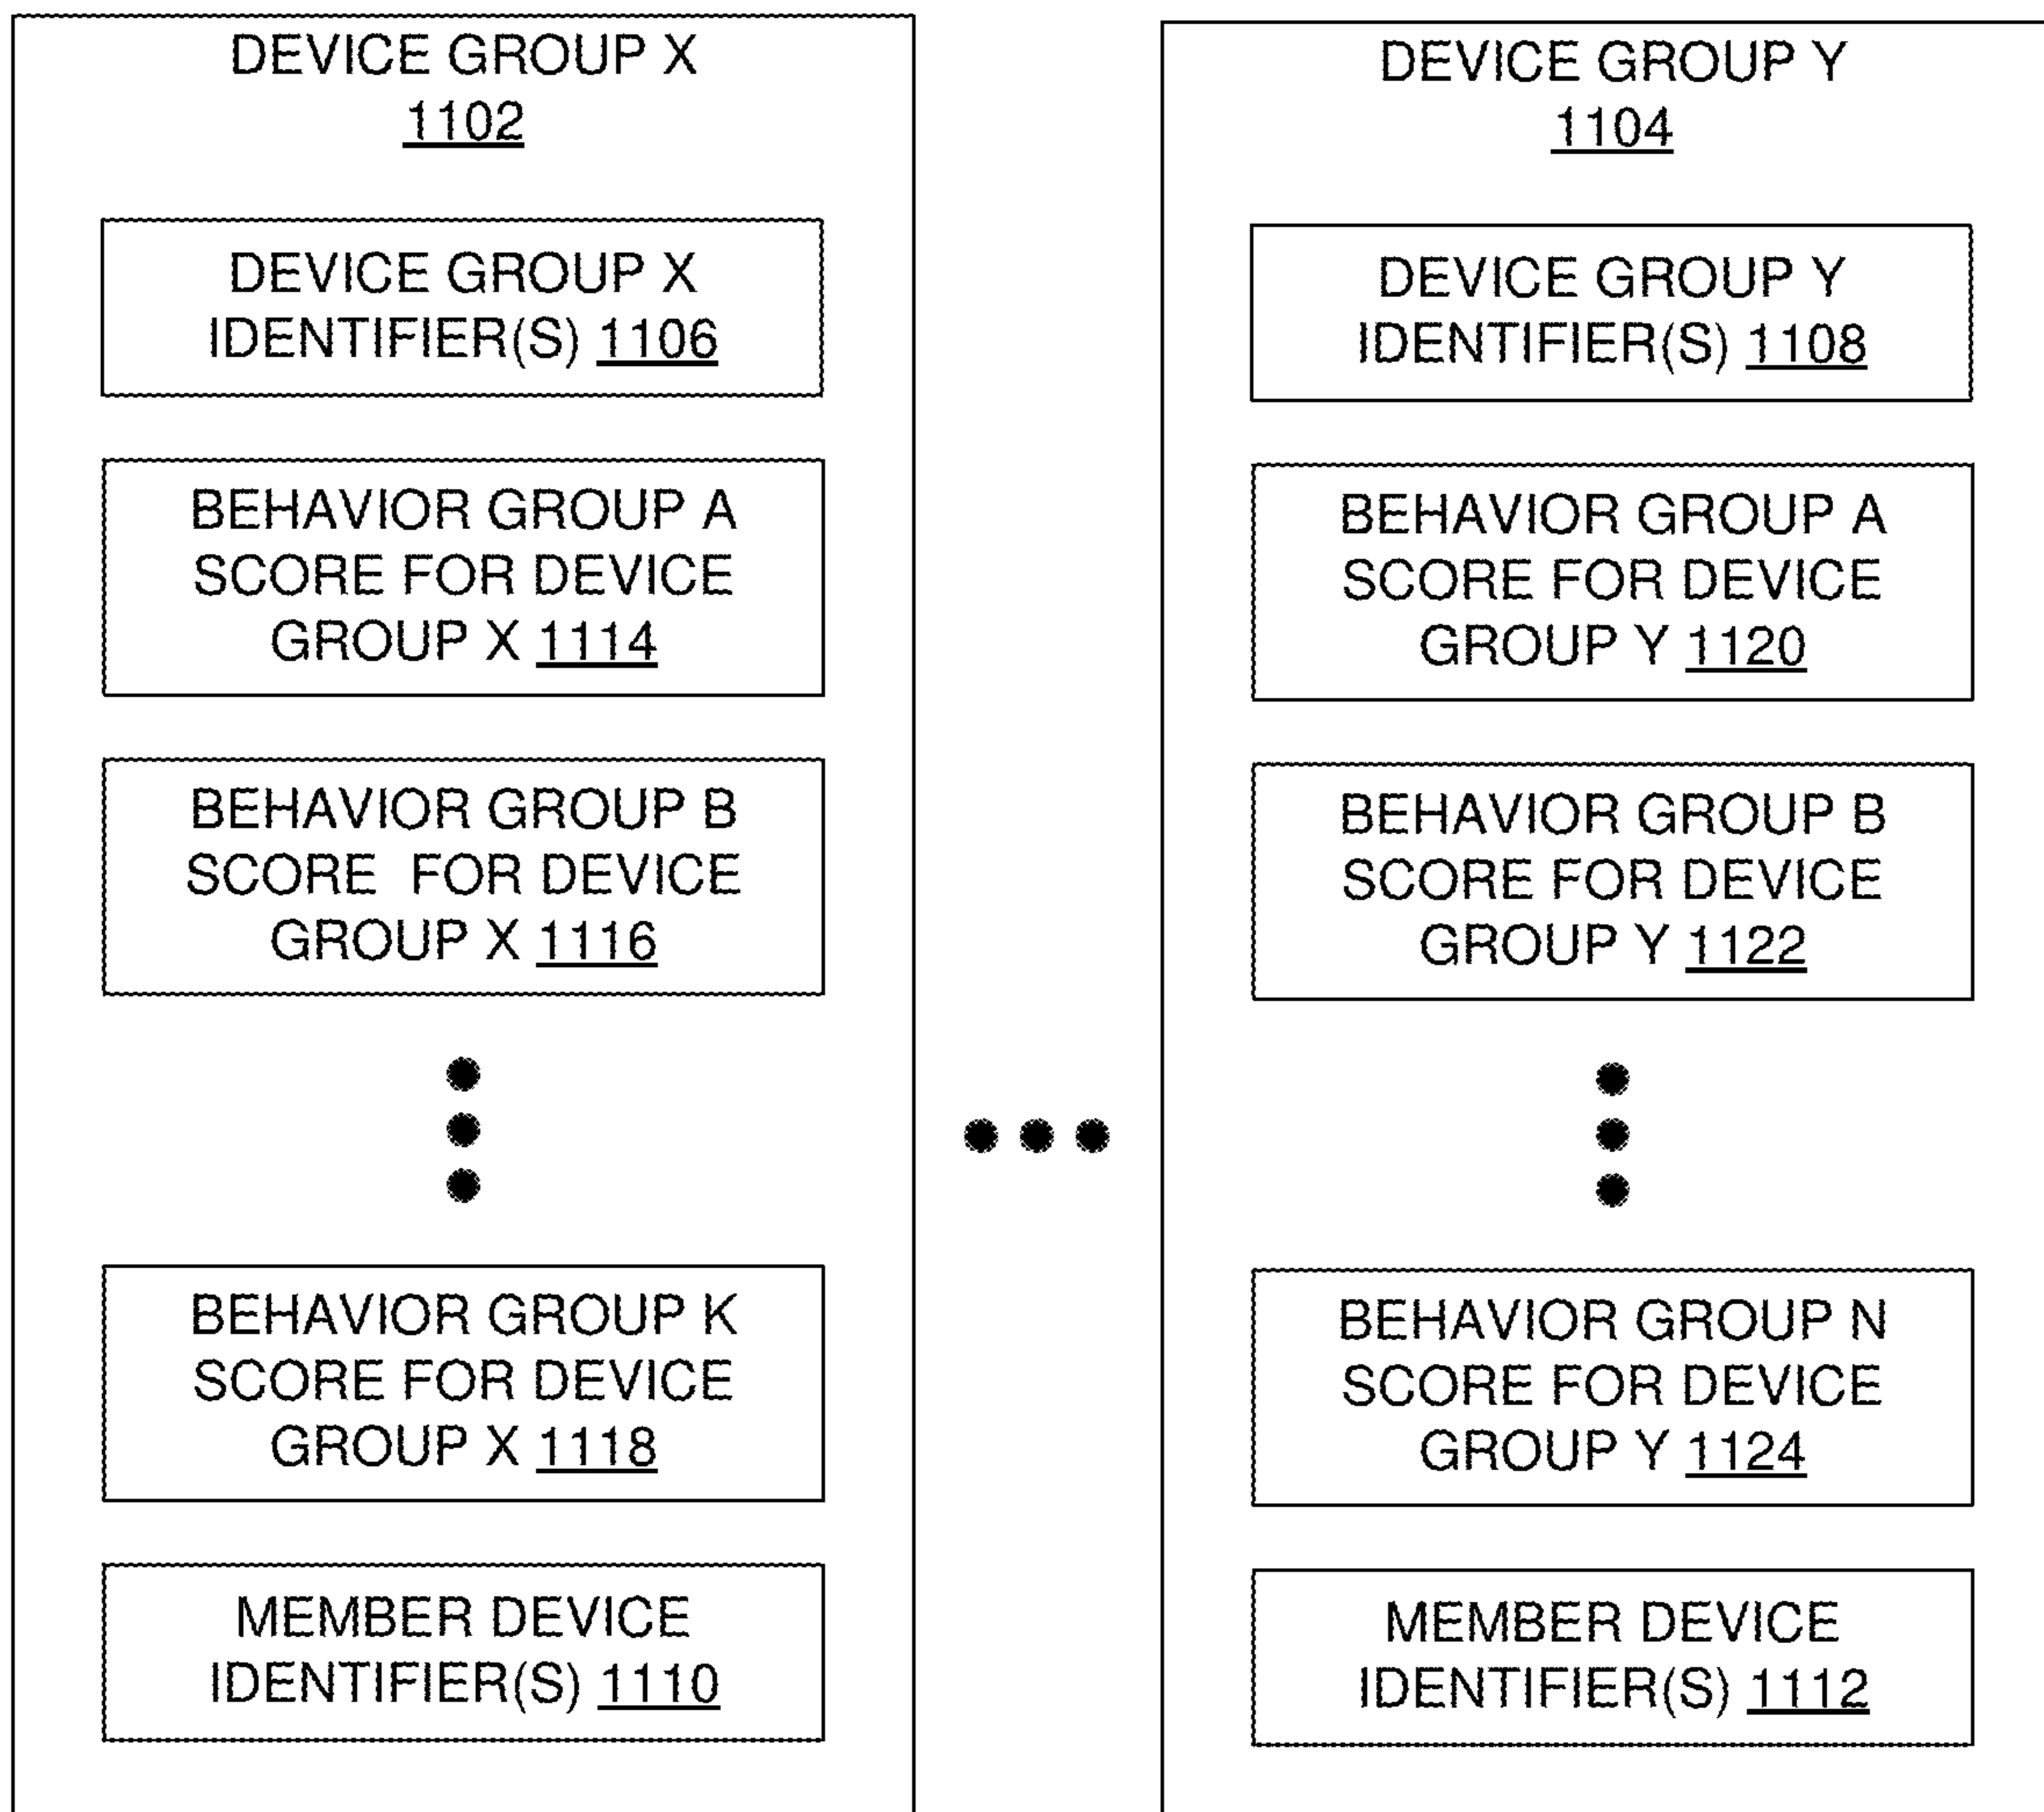 DEVICE GROUP X
1102
DEVICE GROUP X
IDENTIFIER(S) 1106
BEHAVIOR GROUP A
SCORE FOR DEVICE
GROUP X 1114
BEHAVIOR GROUP B
SCORE FOR DEVICE
GROUP X 1116
BEHAVIOR GROUP K
SCORE FOR DEVICE
GROUP X 1118
MEMBER DEVICE
IDENTIFIER(S) 1110
DEVICE GROUP Y
1104
DEVICE GROUP Y
IDENTIFIER(S) 1108
BEHAVIOR GROUP A
SCORE FOR DEVICE
GROUP Y 1120
BEHAVIOR GROUP B
SCORE FOR DEVICE
GROUP Y 1122
BEHAVIOR GROUP N
SCORE FOR DEVICE
GROUP Y 1124
MEMBER DEVICE
IDENTIFIER(S) 1112